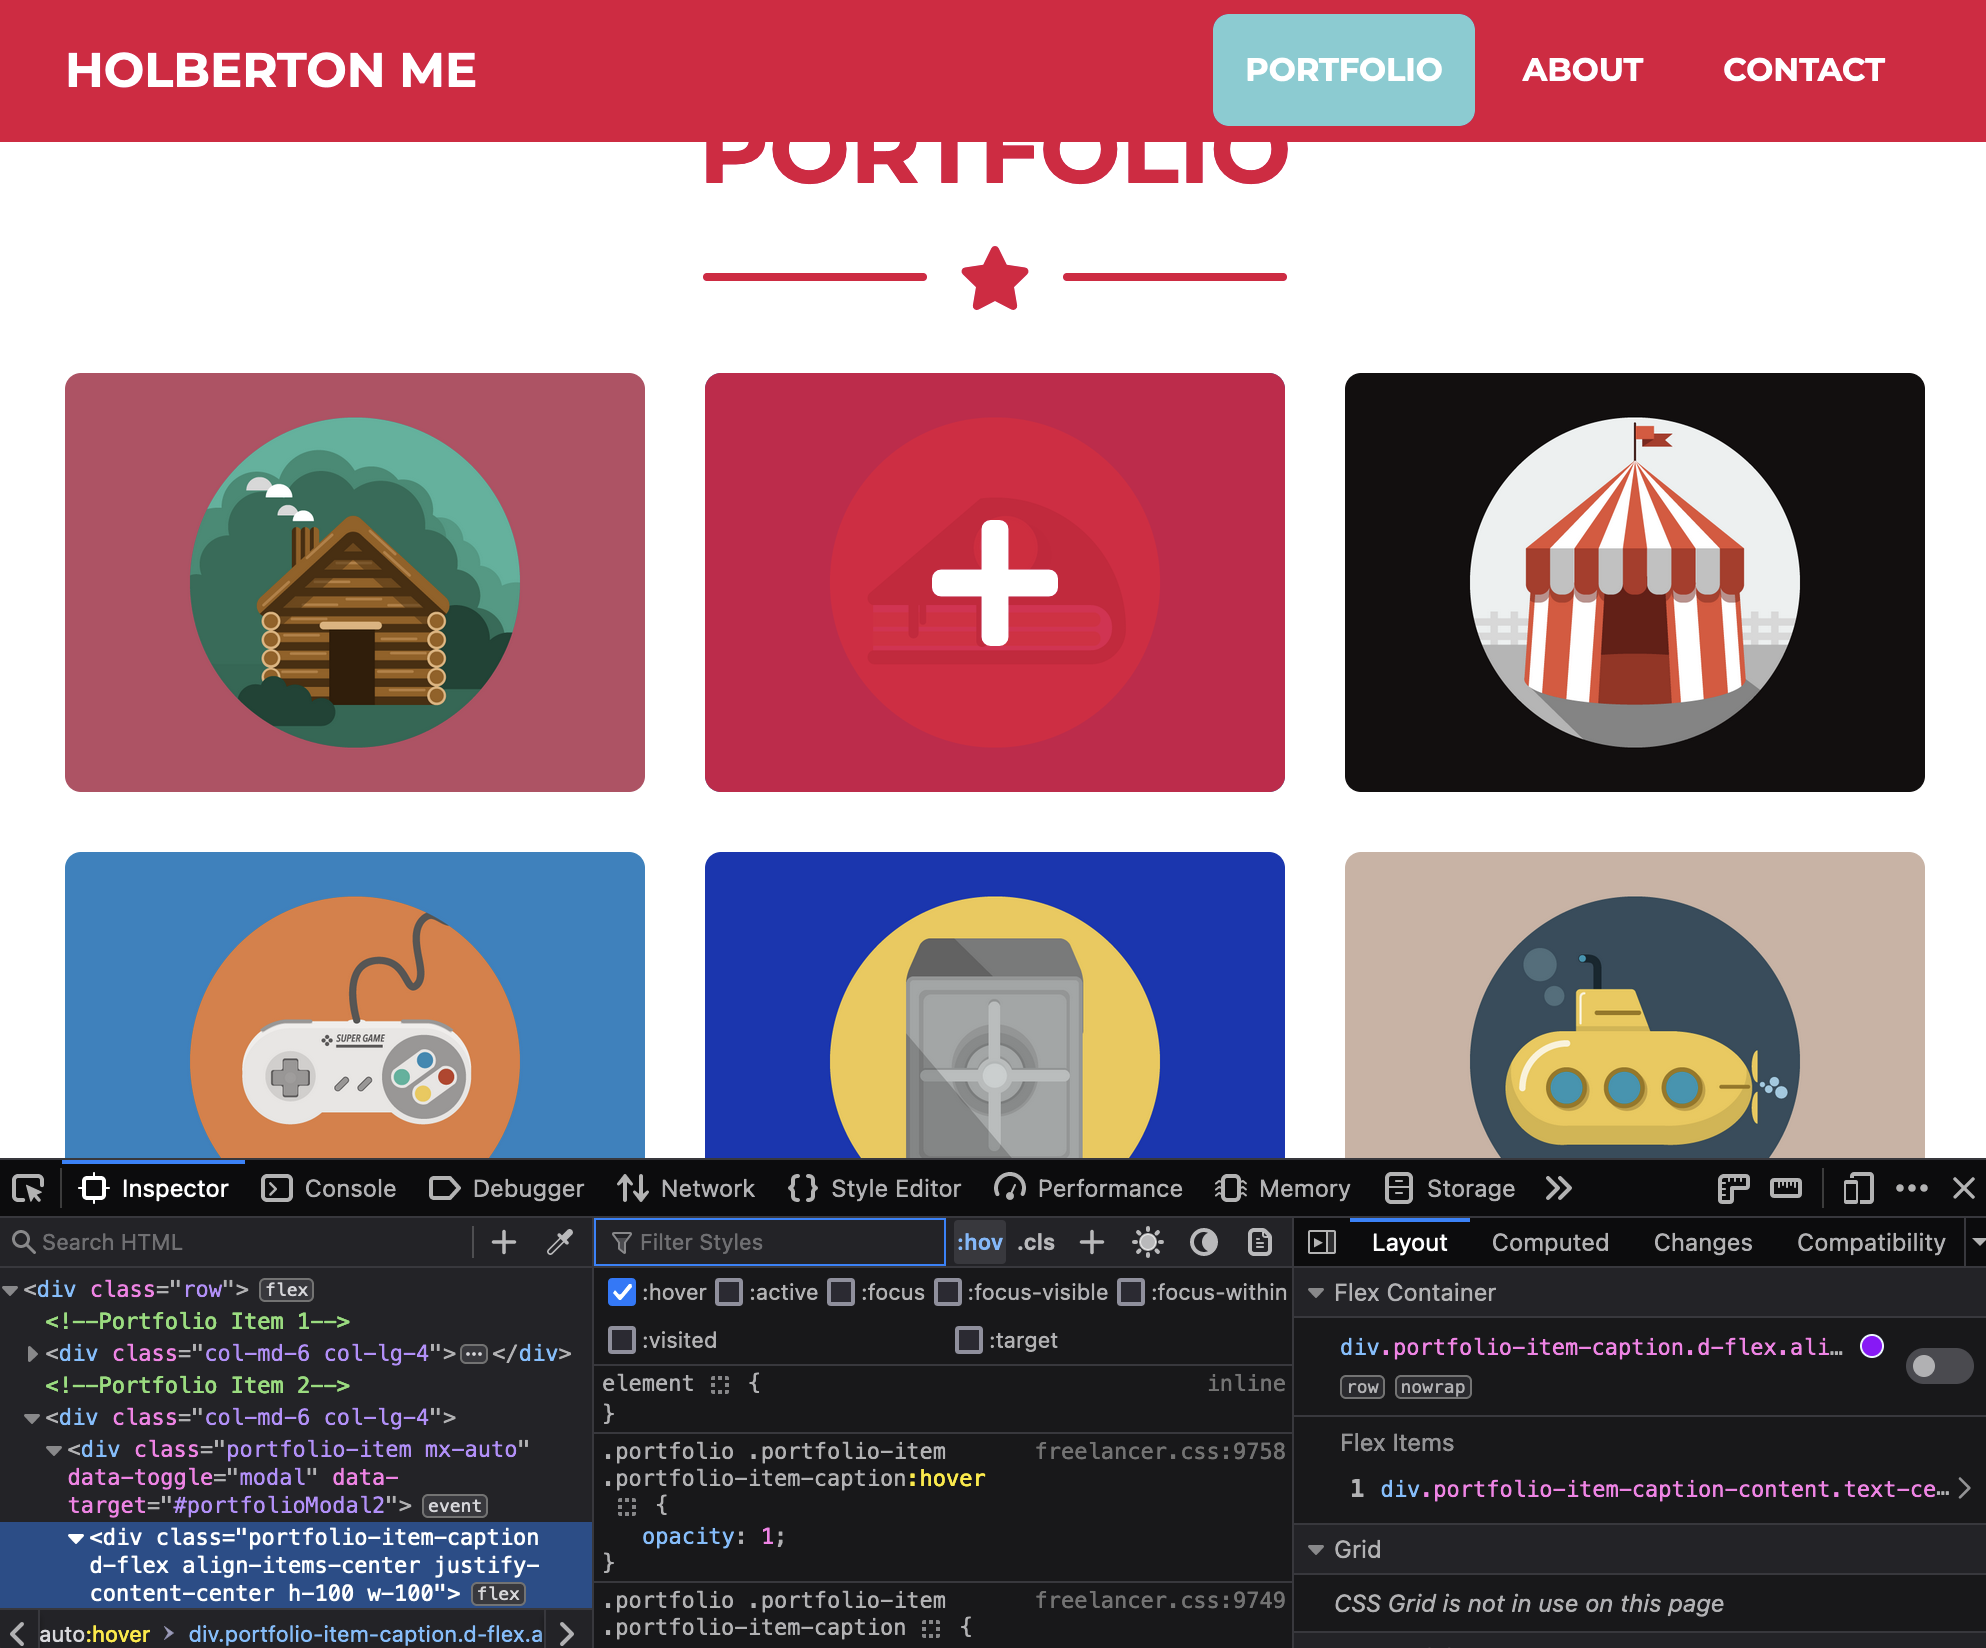 HOLBERTON ME
PORTFOLIO
ABOUT
CONTACT
PORTFOLIO
SUPER GAME
Inspector
Console
Debugger
Network
Style Editor
Performance
Memory
Storage
Search HTML
<div class="row"> flex
<!--Portfolio Item 1-->
<div class="col-md-6 col-lg-4">…</div>
<!--Portfolio Item 2-->
<div class="col-md-6 col-lg-4">
<div class="portfolio-item mx-auto"
data-toggle="modal" data-
target="#portfolioModal2"> event
<div class="portfolio-item-caption
d-flex align-items-center justify-
content-center h-100 w-100"> flex
auto:hover > div.portfolio-item-caption.d-flex.a
Filter Styles
:hov .cls
:hover :active :focus :focus-visible :focus-within
:visited :target
element { inline
}
.portfolio .portfolio-item freelancer.css:9758
.portfolio-item-caption:hover
{
opacity: 1;
}
.portfolio .portfolio-item freelancer.css:9749
.portfolio-item-caption {
Layout
Computed
Changes
Compatibility
Flex Container
div.portfolio-item-caption.d-flex.ali…
row nowrap
Flex Items
1 div.portfolio-item-caption-content.text-ce…
Grid
CSS Grid is not in use on this page